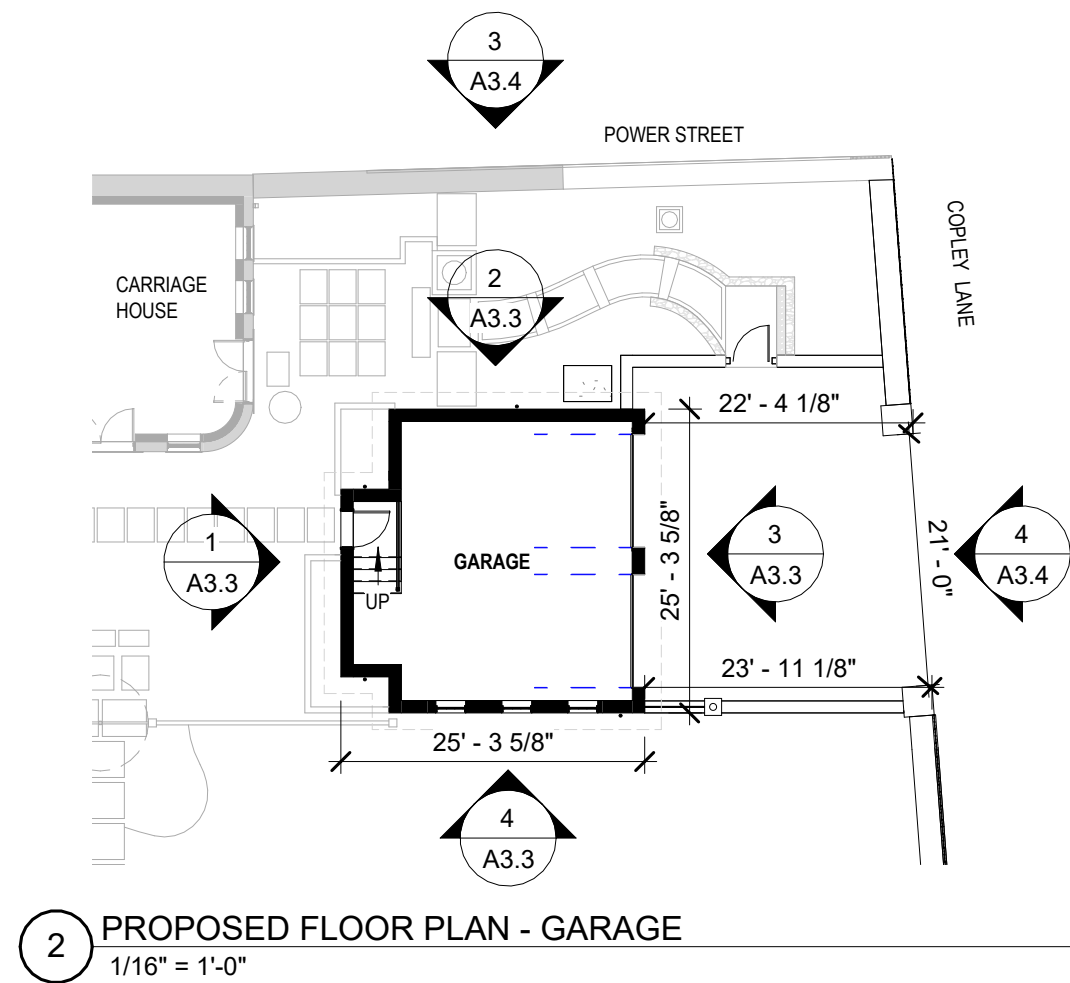 3
A3.4
POWER STREET
COPLEY LANE
CARRIAGE
HOUSE
2
A3.3
22' - 4 1/8"
1
A3.3
UP
GARAGE
25' - 3 5/8"
3
A3.3
21' - 0"
4
A3.4
23' - 11 1/8"
25' - 3 5/8"
4
A3.3
2
PROPOSED FLOOR PLAN - GARAGE
1/16" = 1'-0"